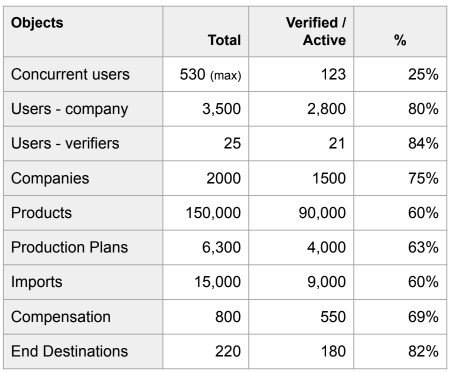 Objects Total Verified / Active %
Concurrent users 530 (max) 123 25%
Users - company 3,500 2,800 80%
Users - verifiers 25 21 84%
Companies 2000 1500 75%
Products 150,000 90,000 60%
Production Plans 6,300 4,000 63%
Imports 15,000 9,000 60%
Compensation 800 550 69%
End Destinations 220 180 82%